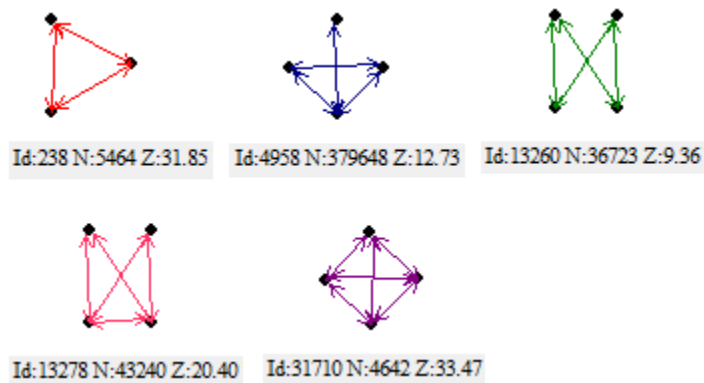 Id:238 N:5464 Z:31.85
Id:4958 N:379648 Z:12.73
Id:13260 N:36723 Z:9.36
Id:13278 N:43240 Z:20.40
Id:31710 N:4642 Z:33.47